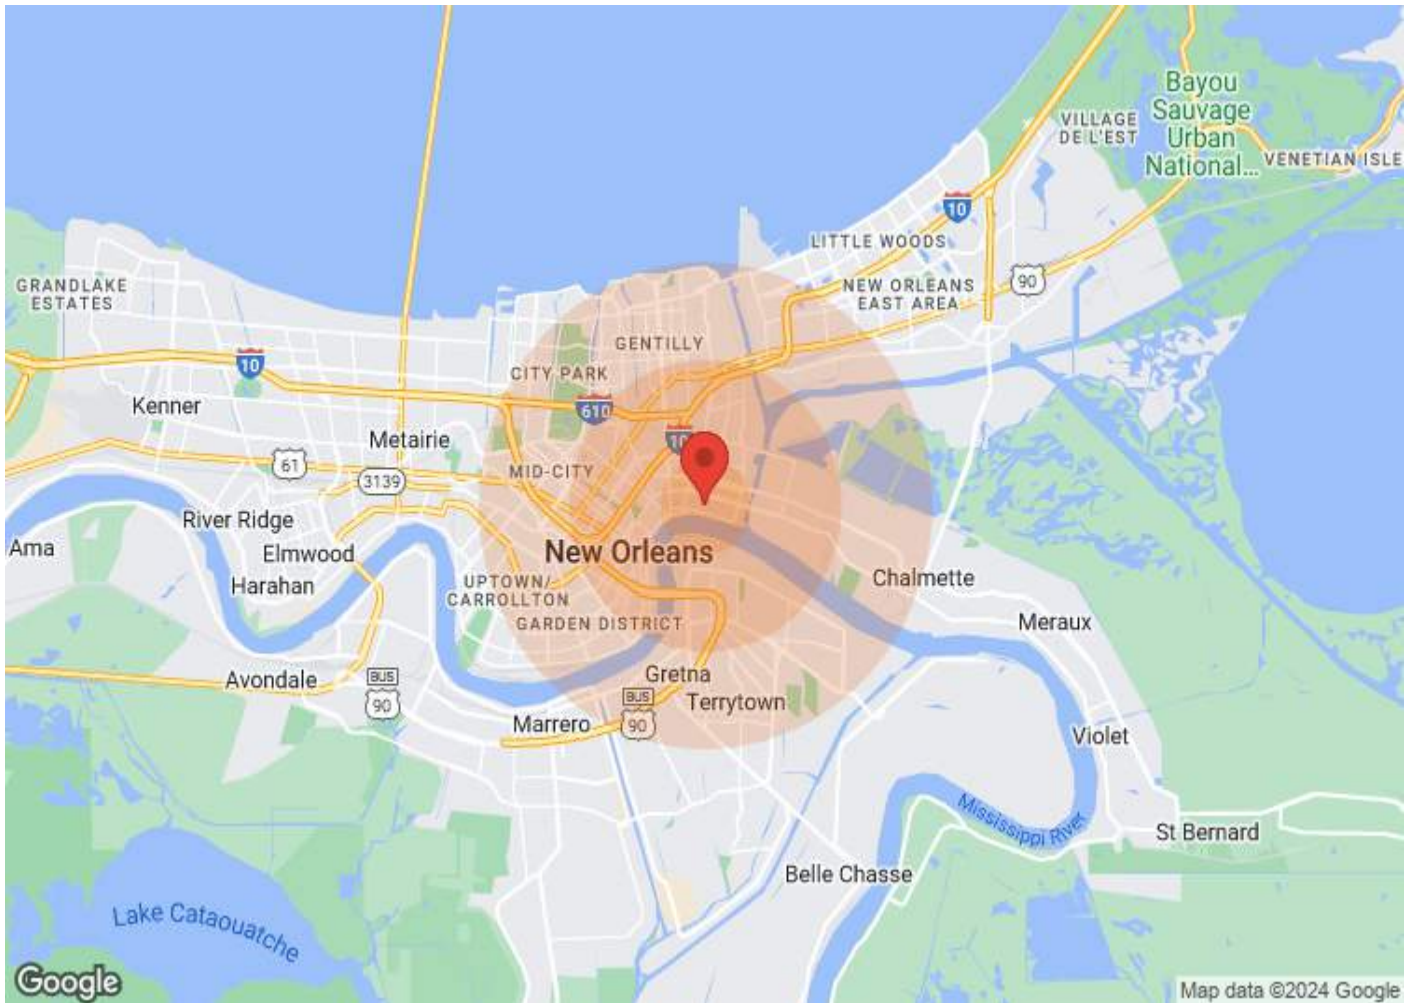 Bayou
Sauvage
Urban
National...
VILLAGE
DE L'EST
VENETIAN ISLE
10
LITTLE WOODS
90
GRANDLAKE
ESTATES
NEW ORLEANS
EAST AREA
GENTILLY
10
CITY PARK
Kenner
610
Metairie
10
61
MID-CITY
3139
River Ridge
Ama
Elmwood
New Orleans
Harahan
UPTOWN/
CARROLLTON
Chalmette
GARDEN DISTRICT
Meraux
Avondale
BUS
90
Gretna
BUS
90
Terrytown
Marrero
Violet
Mississippi River
St Bernard
Belle Chasse
Lake Cataouatche
Google
Map data ©2024 Google